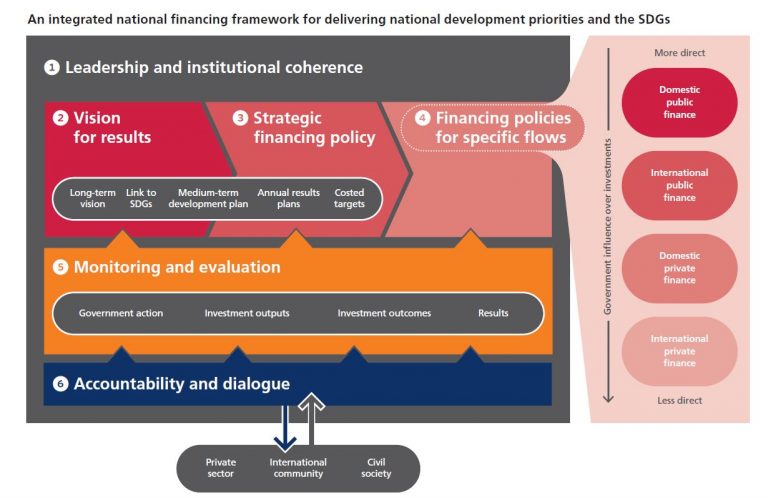 An integrated national financing framework for delivering national development priorities and the SDGs
1 Leadership and institutional coherence
2 Vision
for results
3 Strategic
financing policy
4 Financing policies
for specific flows
Long-term
vision
Link to
SDGs
Medium-term
development plan
Annual results
plans
Costed
targets
5 Monitoring and evaluation
Government action
Investment outputs
Investment outcomes
Results
6 Accountability and dialogue
Private
sector
International
community
Civil
society
More direct
Government influence over investments
Domestic
public
finance
International
public
finance
Domestic
private
finance
International
private
finance
Less direct